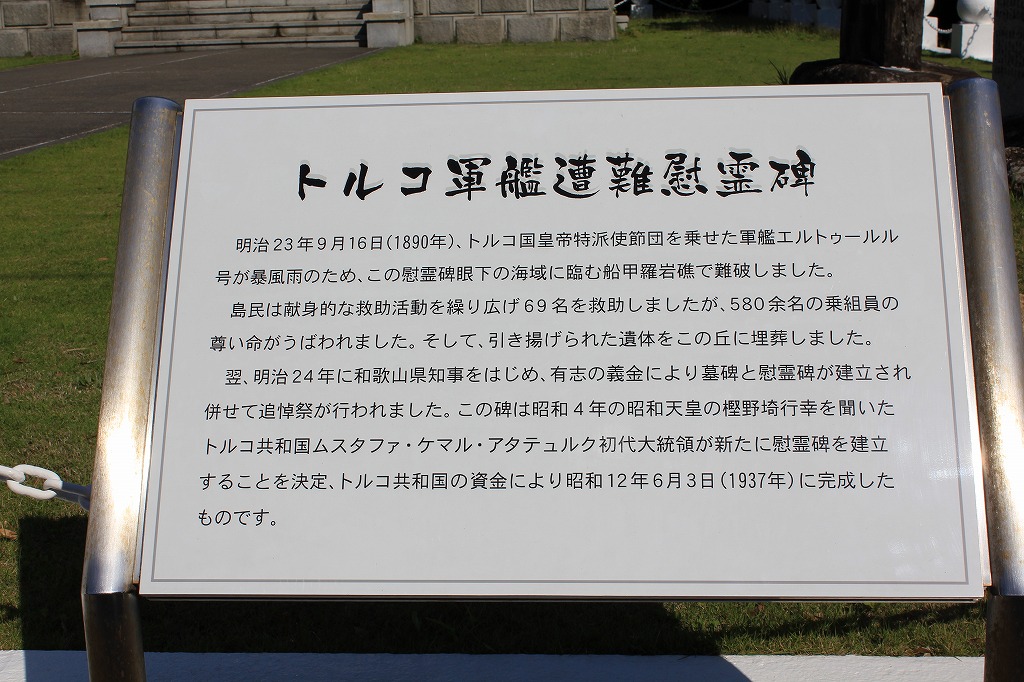 トルコ軍艦遭難慰霊碑
明治23年9月16日(1890年)、トルコ国皇帝特派使節団を乗せた軍艦エルトゥールル
号が暴風雨のため、この慰霊碑眼下の海域に臨む船甲羅岩礁で難破しました。
島民は献身的な救助活動を繰り広げ69名を救助しましたが、580余名の乗組員の
尊い命がうばわれました。そして、引き揚げられた遺体をこの丘に埋葬しました。
翌、明治24年に和歌山県知事をはじめ、有志の義金により墓碑と慰霊碑が建立され
併せて追悼祭が行われました。この碑は昭和4年の昭和天皇の樫野埼行幸を聞いた
トルコ共和国ムスタファ・ケマル・アタテュルク初代大統領が新たに慰霊碑を建立
することを決定、トルコ共和国の資金により昭和12年6月3日(1937年)に完成した
ものです。